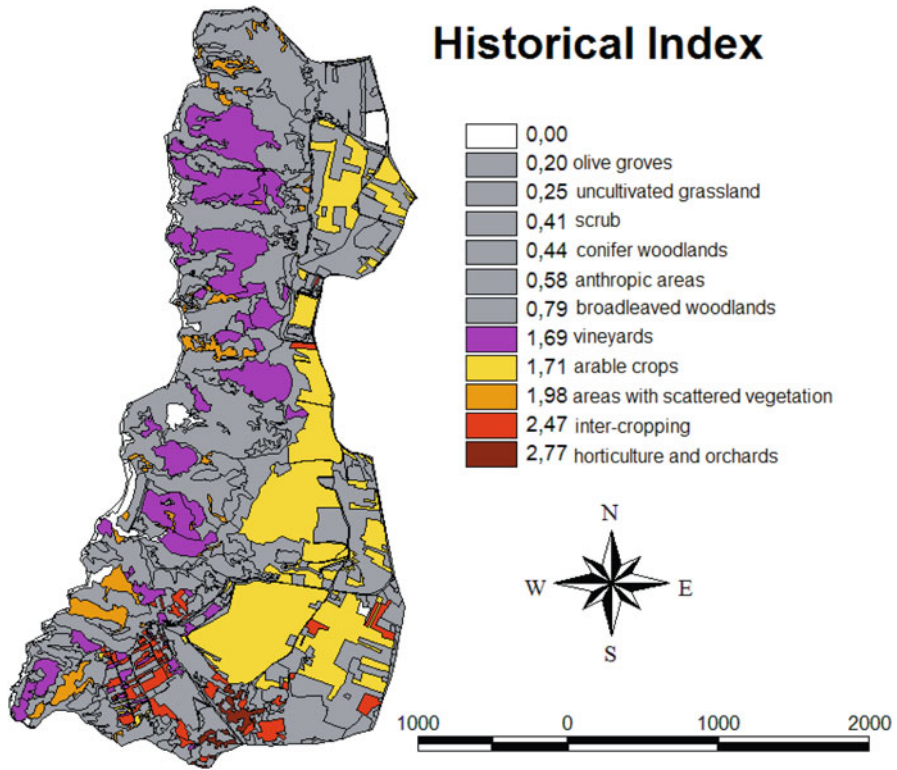 Historical Index
0,00
0,20 olive groves
0,25 uncultivated grassland
0,41 scrub
0,44 conifer woodlands
0,58 anthropic areas
0,79 broadleaved woodlands
1,69 vineyards
1,71 arable crops
1,98 areas with scattered vegetation
2,47 inter-cropping
2,77 horticulture and orchards
N
W E
S
1000 0 1000 2000